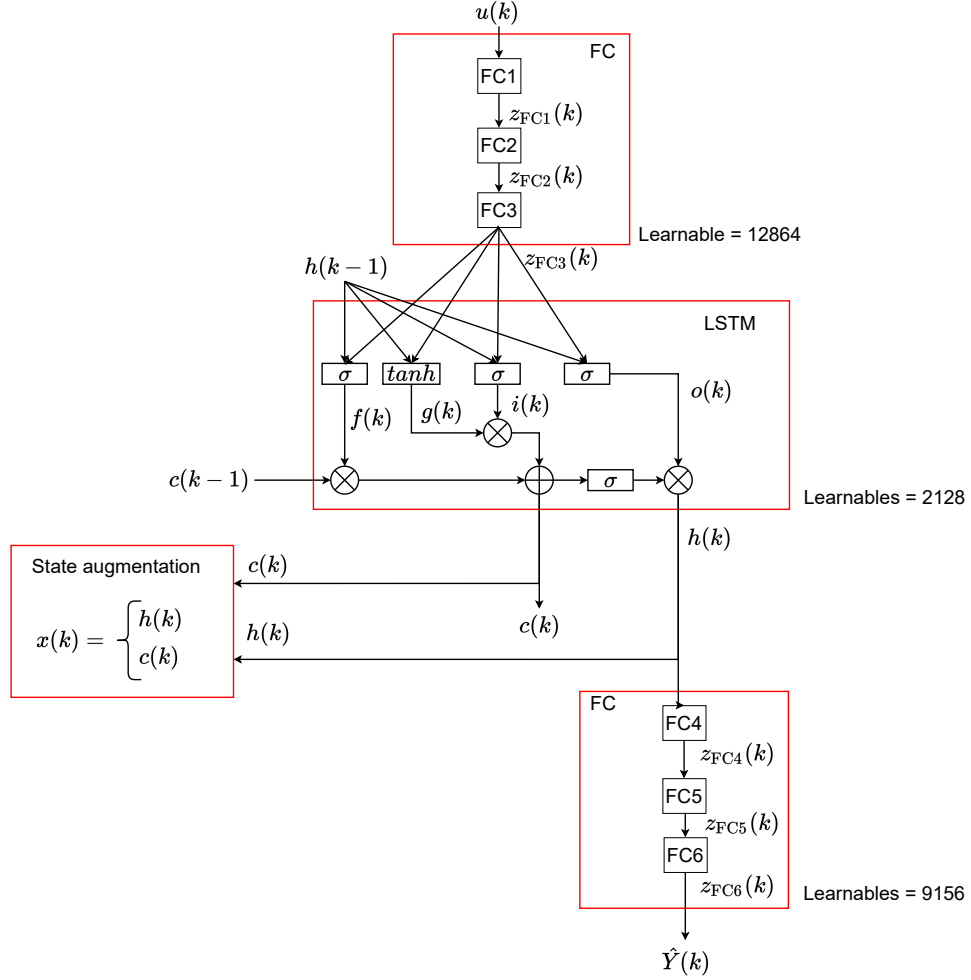 u(k)
FC
FC1
z_FC1(k)
FC2
z_FC2(k)
FC3
Learnable = 12864
z_FC3(k)
h(k−1)
LSTM
σ tanh σ σ
o(k)
f(k) g(k) i(k)
c(k−1)
σ
Learnables = 2128
h(k)
State augmentation
c(k)
x(k) = { h(k)
c(k)
h(k)
c(k)
FC
FC4
z_FC4(k)
FC5
z_FC5(k)
FC6
z_FC6(k)
Learnables = 9156
Ŷ(k)